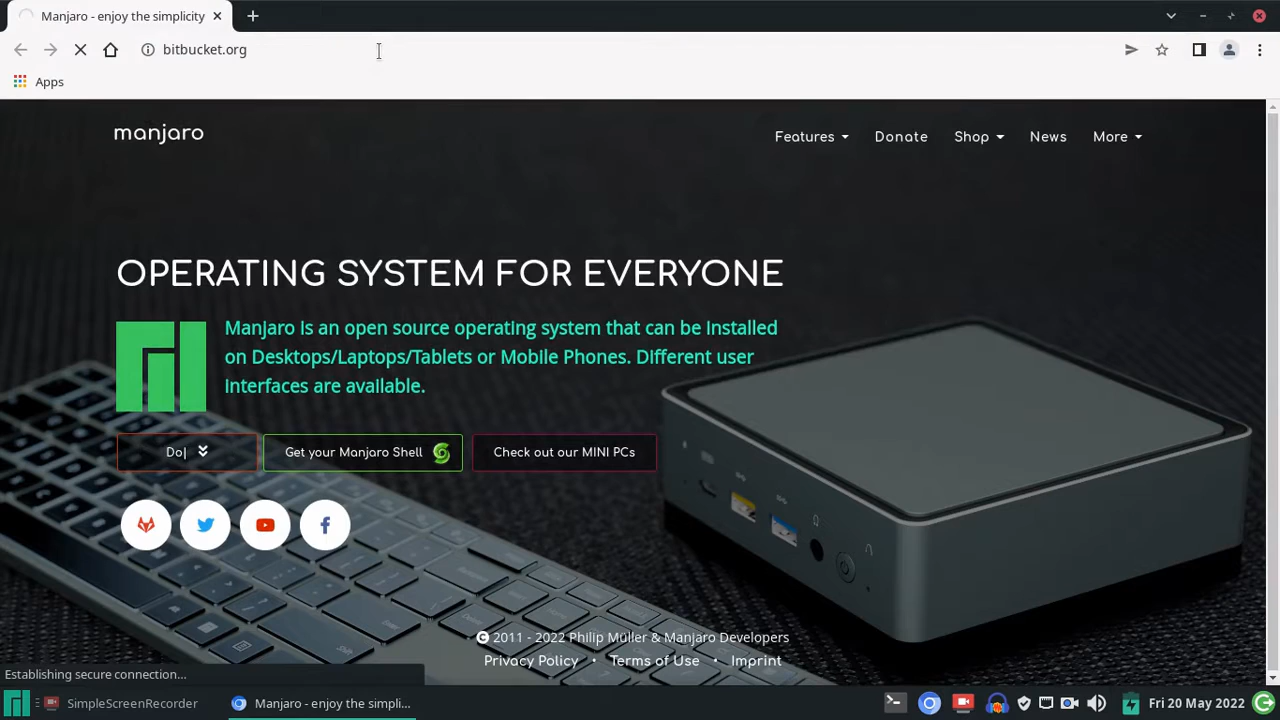 Manjaro - enjoy the simplicity
bitbucket.org
Apps
manjaro
Features
Donate
Shop
News
More
OPERATING SYSTEM FOR EVERYONE
Manjaro is an open source operating system that can be installed
on Desktops/Laptops/Tablets or Mobile Phones. Different user
interfaces are available.
Do|
Get your Manjaro Shell
Check out our MINI PCs
© 2011 - 2022 Philip Müller & Manjaro Developers
Privacy Policy • Terms of Use • Imprint
Establishing secure connection...
SimpleScreenRecorder
Manjaro - enjoy the simpli...
Fri 20 May 2022